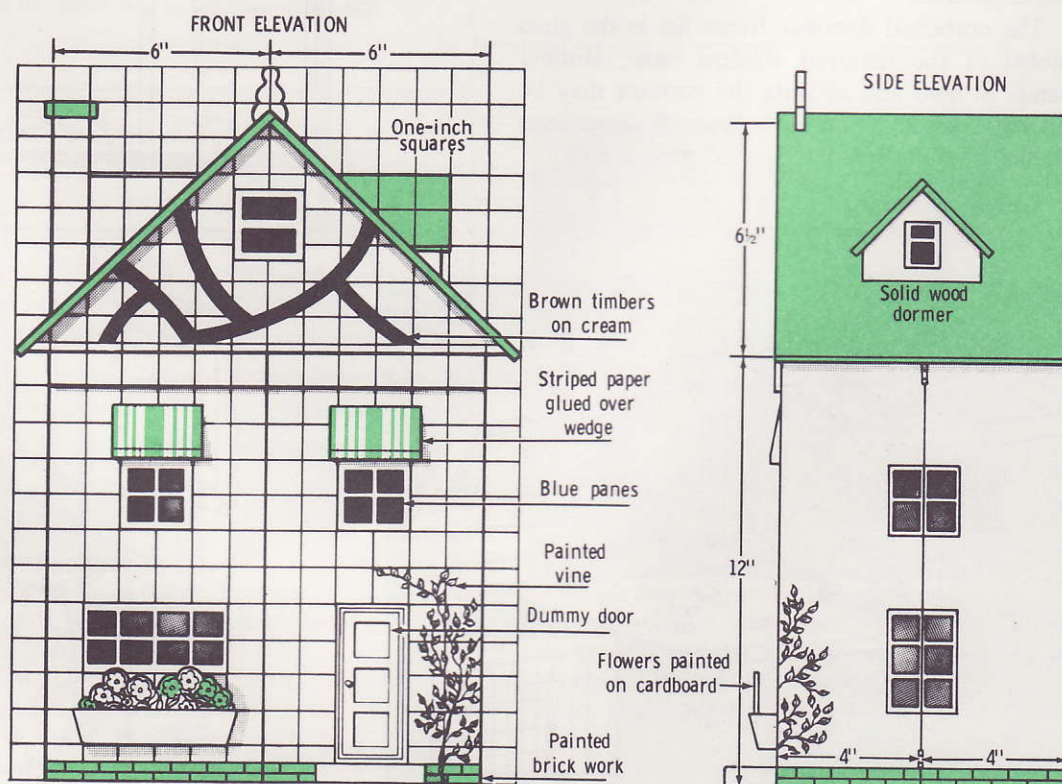 FRONT ELEVATION
6"
6"
One-inch
squares
Brown timbers
on cream
Striped paper
glued over
wedge
Blue panes
Painted
vine
Dummy door
Painted
brick work
SIDE ELEVATION
6½"
Solid wood
dormer
12"
Flowers painted
on cardboard
4"
4"